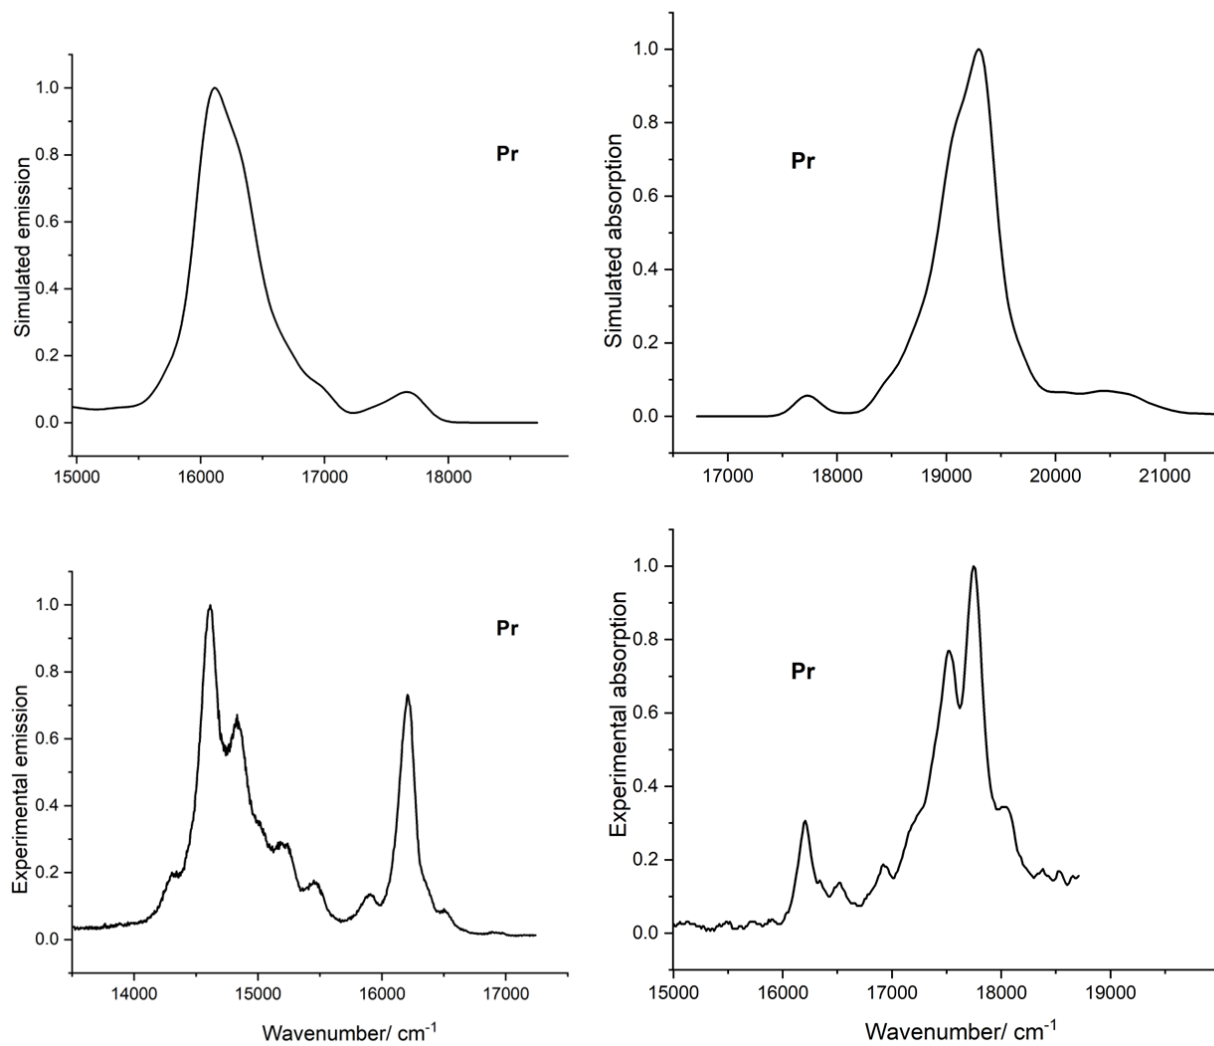 Simulated emission
1.0
0.8
0.6
0.4
0.2
0.0
Pr
15000 16000 17000 18000
Simulated absorption
1.0
0.8
0.6
0.4
0.2
0.0
Pr
17000 18000 19000 20000 21000
Experimental emission
1.0
0.8
0.6
0.4
0.2
0.0
Pr
14000 15000 16000 17000
Wavenumber/ cm⁻¹
Experimental absorption
1.0
0.8
0.6
0.4
0.2
0.0
Pr
15000 16000 17000 18000 19000
Wavenumber/ cm⁻¹